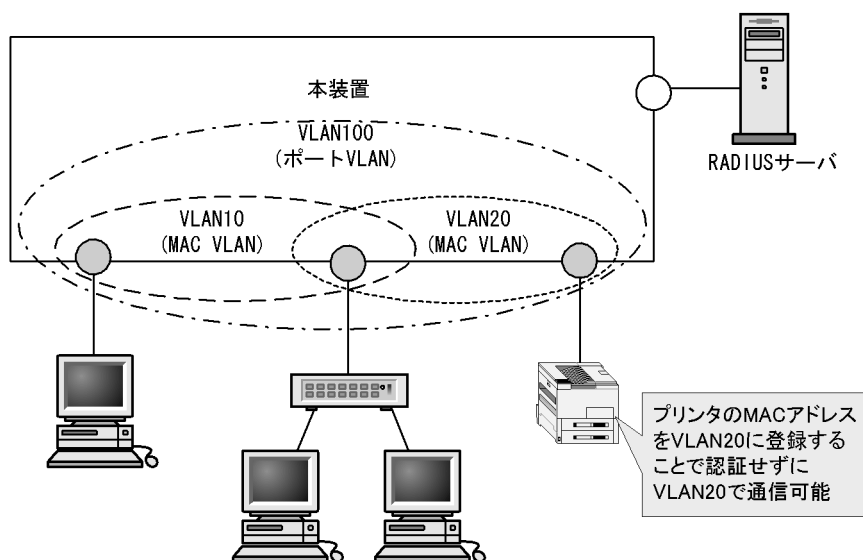 本装置
VLAN100
(ポートVLAN)
RADIUSサーバ
VLAN10
(MAC VLAN)
VLAN20
(MAC VLAN)
プリンタのMACアドレス
をVLAN20に登録する
ことで認証せずに
VLAN20で通信可能